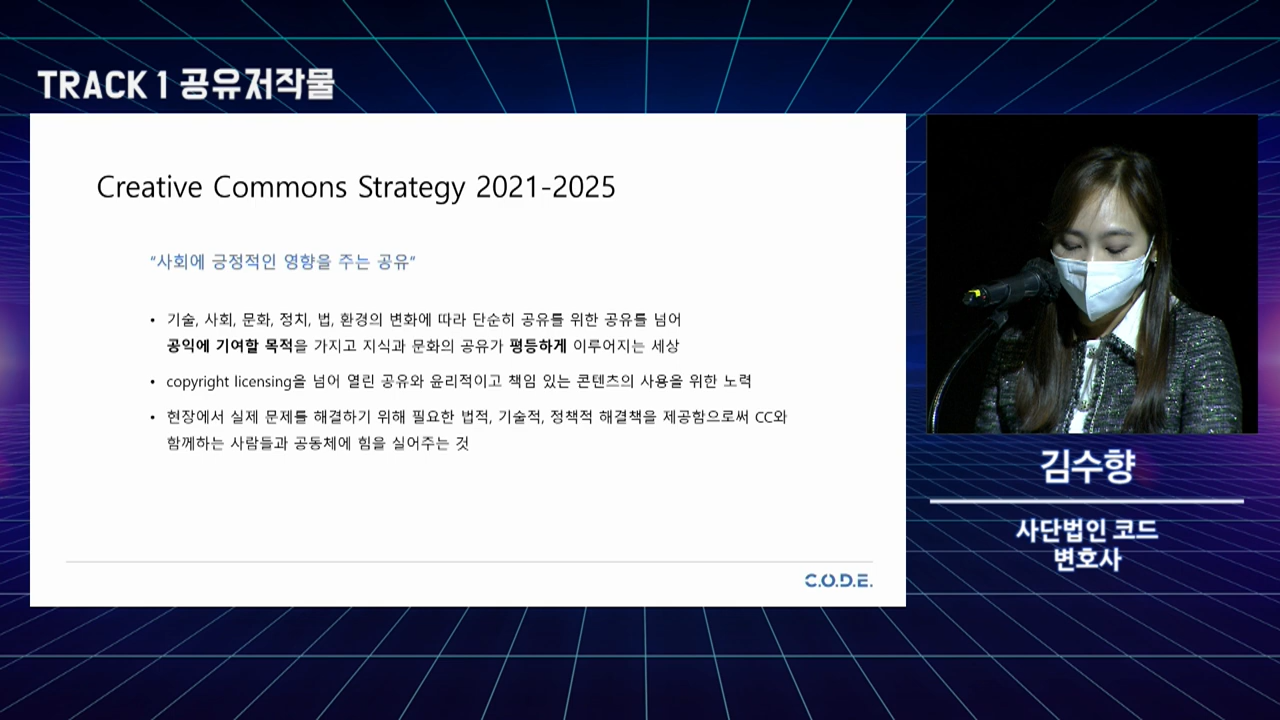 TRACK 1 공유저작물
Creative Commons Strategy 2021-2025
“사회에 긍정적인 영향을 주는 공유”
• 기술, 사회, 문화, 정치, 법, 환경의 변화에 따라 단순히 공유를 위한 공유를 넘어
공익에 기여할 목적을 가지고 지식과 문화의 공유가 평등하게 이루어지는 세상
• copyright licensing을 넘어 열린 공유와 윤리적이고 책임 있는 콘텐츠의 사용을 위한 노력
• 현장에서 실제 문제를 해결하기 위해 필요한 법적, 기술적, 정책적 해결책을 제공함으로써 CC와
함께하는 사람들과 공동체에 힘을 실어주는 것
C.O.D.E.
김수향
사단법인 코드
변호사